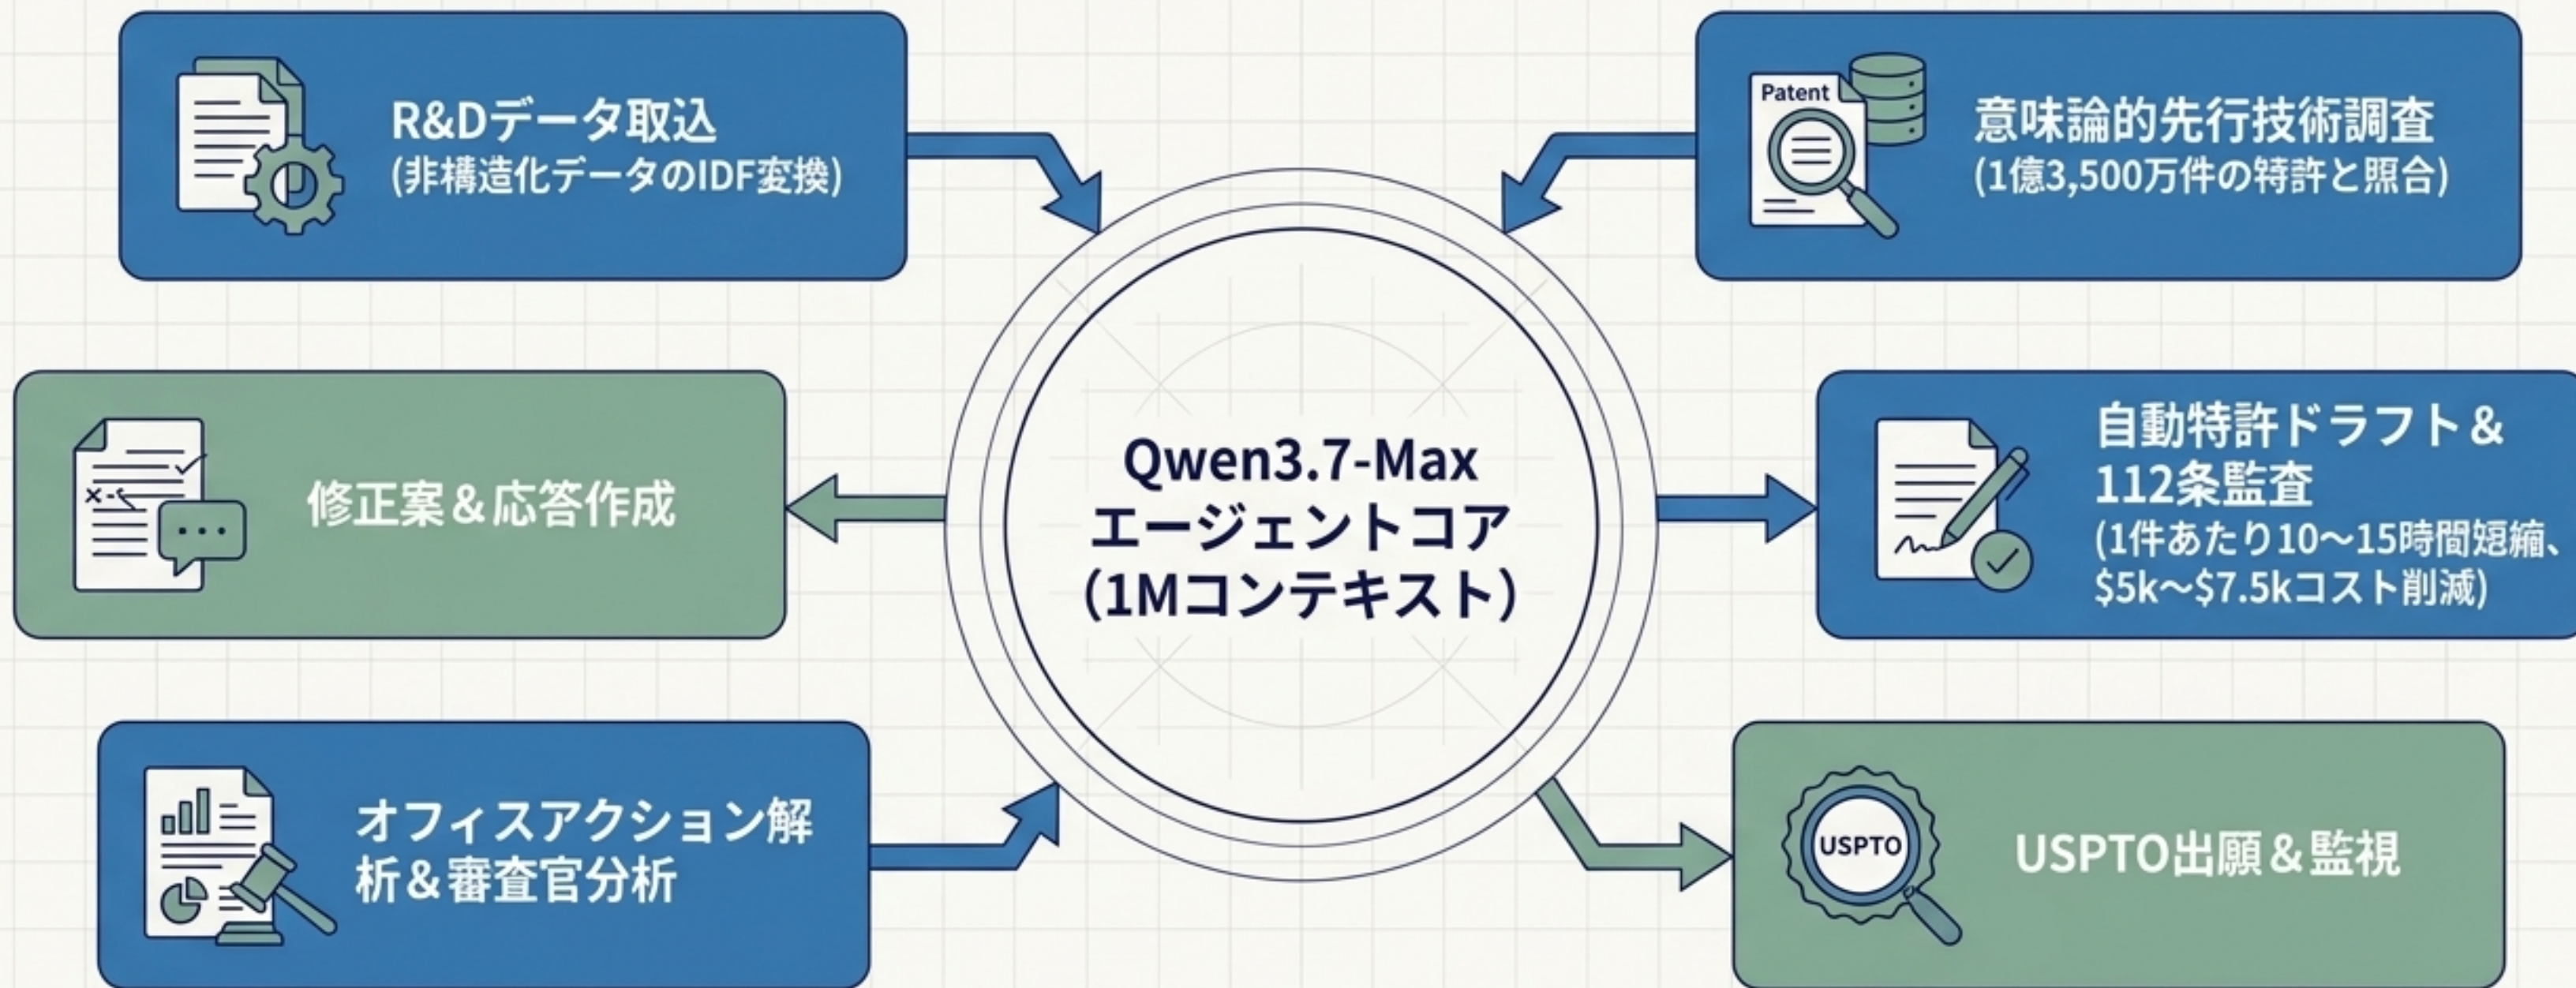 R&Dデータ取込
(非構造化データのIDF変換)
Patent
意味論的先行技術調査
(1億3,500万件の特許と照合)
修正案&応答作成
Qwen3.7-Max
エージェントコア
(1Mコンテキスト)
自動特許ドラフト&
112条監査
(1件あたり10〜15時間短縮、
$5k〜$7.5kコスト削減)
オフィスアクション解
析&審査官分析
USPTO
USPTO出願&監視